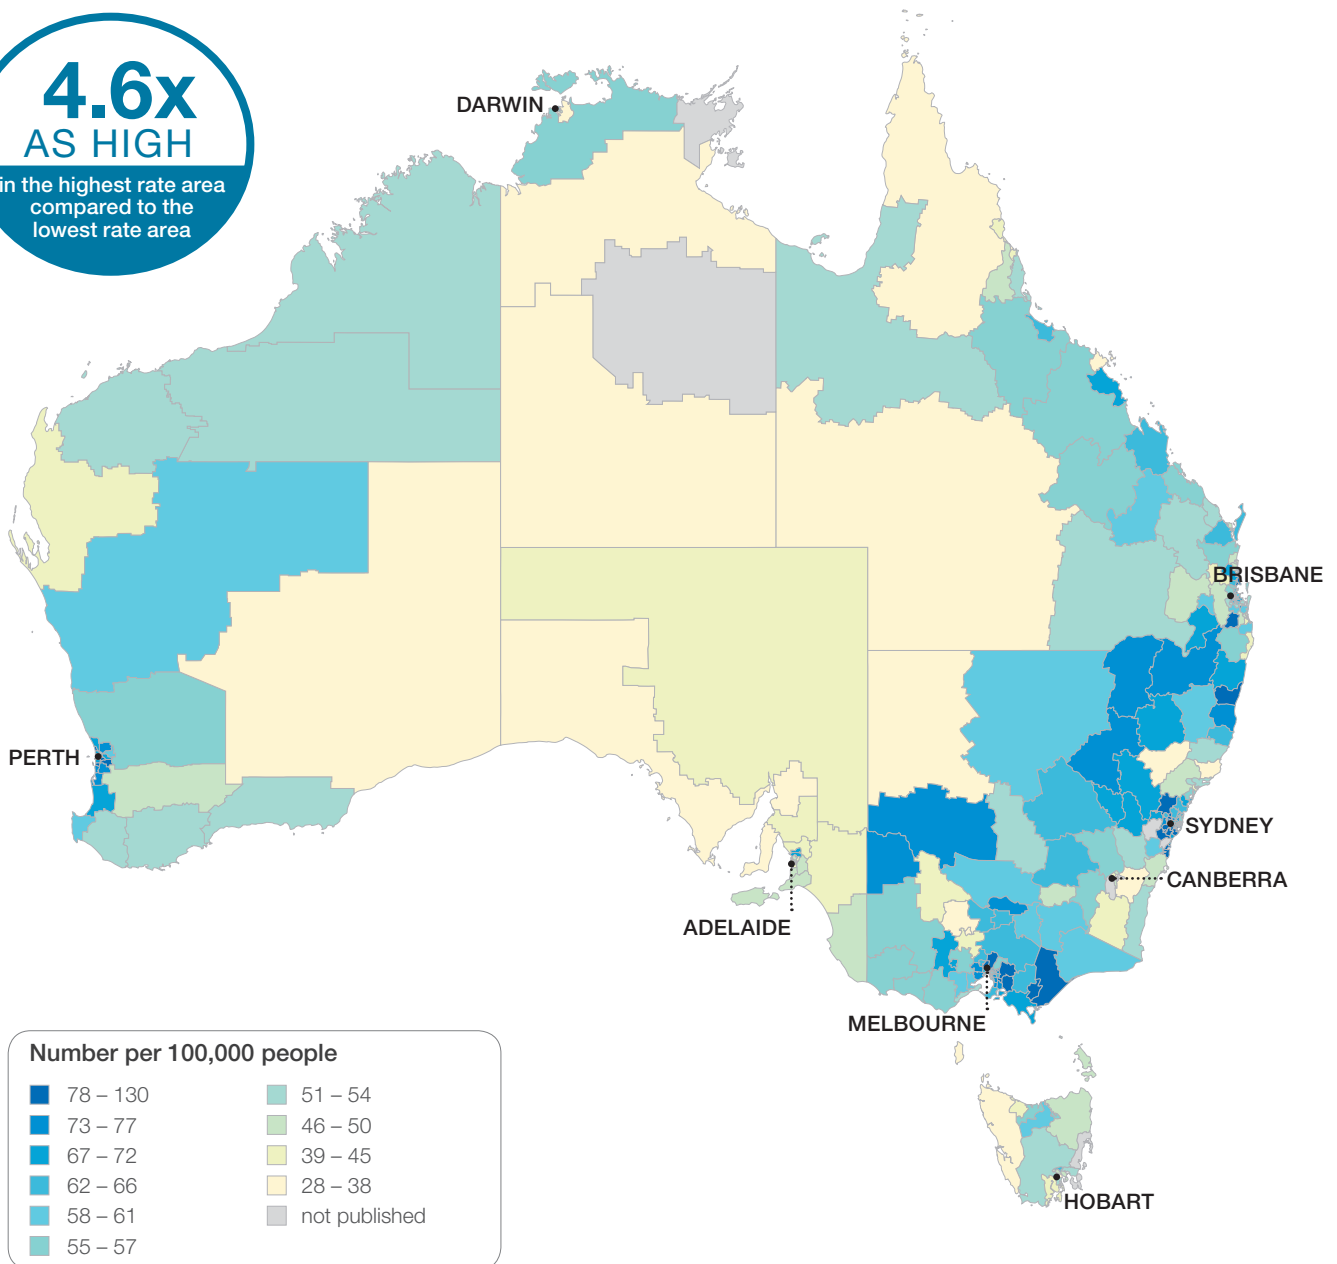 4.6x
AS HIGH
in the highest rate area
compared to the
lowest rate area
DARWIN
BRISBANE
PERTH
SYDNEY
CANBERRA
ADELAIDE
MELBOURNE
HOBART
Number per 100,000 people
78 – 130
73 – 77
67 – 72
62 – 66
58 – 61
55 – 57
51 – 54
46 – 50
39 – 45
28 – 38
not published